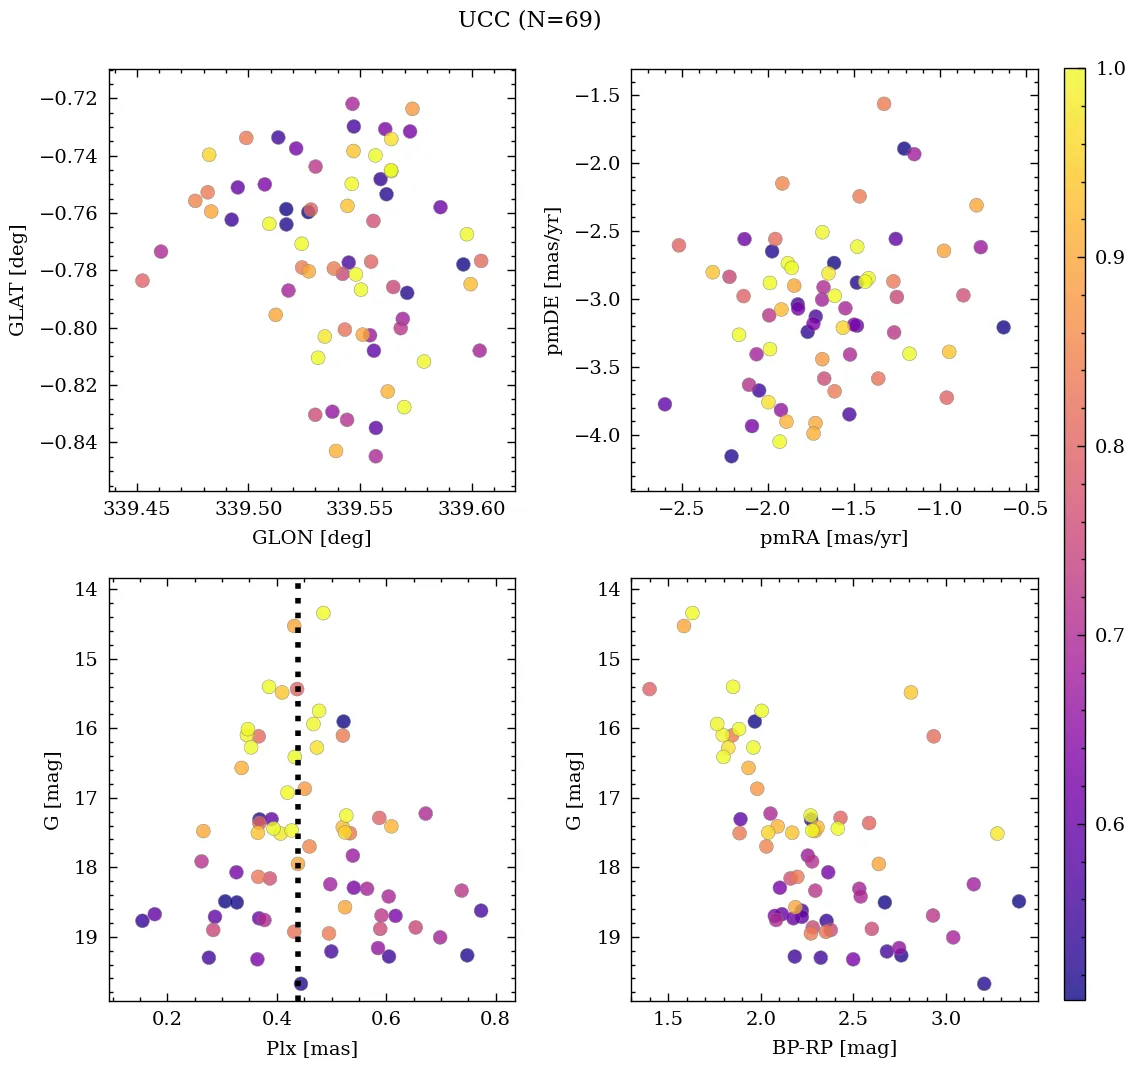 UCC (N=69)
−0.72
−0.74
−0.76
−0.78
−0.80
−0.82
−0.84
GLAT [deg]
339.45 339.50 339.55 339.60
GLON [deg]
−1.5
−2.0
−2.5
−3.0
−3.5
−4.0
pmDE [mas/yr]
−2.5 −2.0 −1.5 −1.0 −0.5
pmRA [mas/yr]
14
15
16
17
18
19
G [mag]
0.2 0.4 0.6 0.8
Plx [mas]
14
15
16
17
18
19
G [mag]
1.5 2.0 2.5 3.0
BP-RP [mag]
1.0
0.9
0.8
0.7
0.6